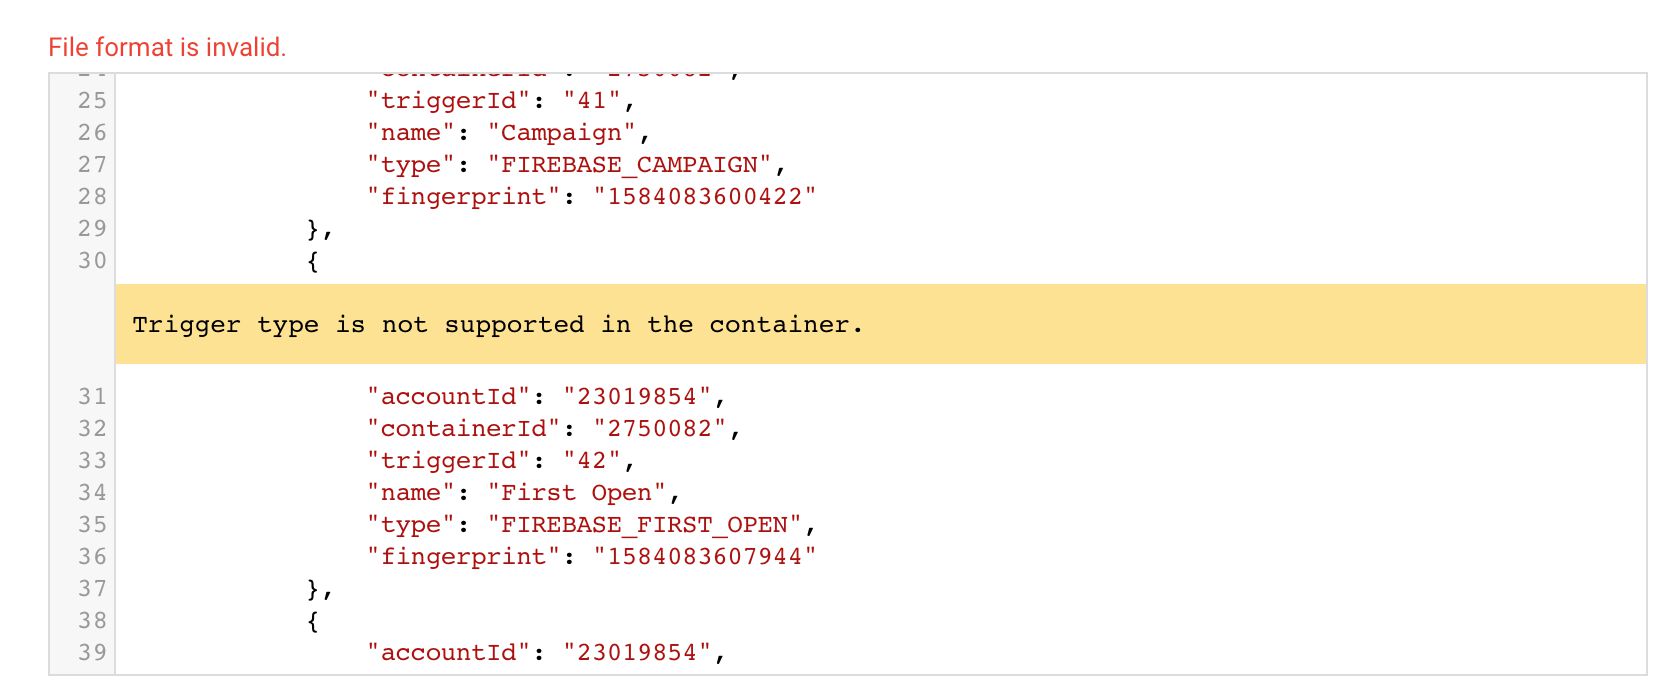 File format is invalid.
25 "triggerId": "41",
26 "name": "Campaign",
27 "type": "FIREBASE_CAMPAIGN",
28 "fingerprint": "1584083600422"
29 },
30 {
Trigger type is not supported in the container.
31 "accountId": "23019854",
32 "containerId": "2750082",
33 "triggerId": "42",
34 "name": "First Open",
35 "type": "FIREBASE_FIRST_OPEN",
36 "fingerprint": "1584083607944"
37 },
38 {
39 "accountId": "23019854",